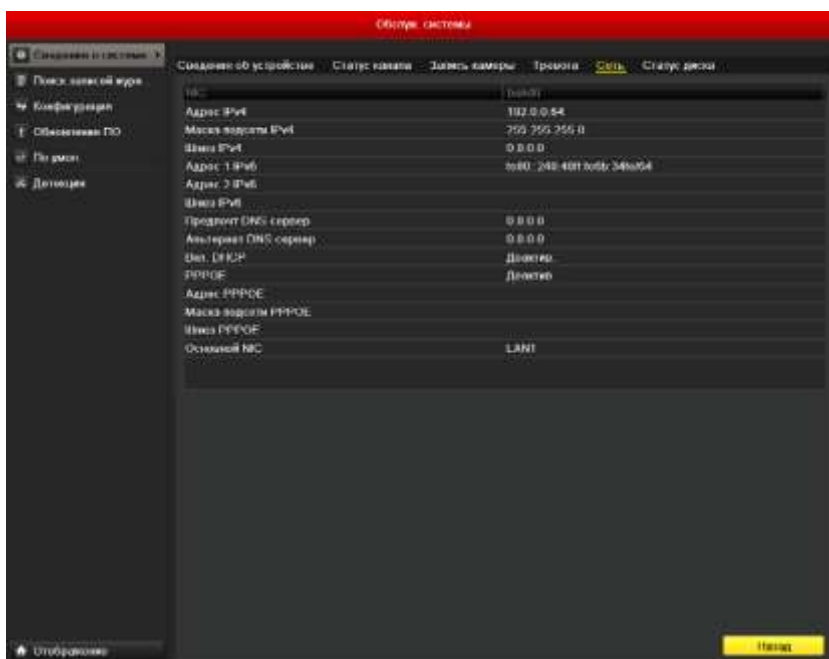 Обслуж. системы
Сведения о системе
Поиск записей журн
Конфигурация
Обновление ПО
По умол
Детекция
Отображение
Сведения об устройстве Статус канала Запись камеры Тревога Сеть Статус диска
NIC bond0
Адрес IPv4 192.0.0.64
Маска подсети IPv4 255.255.255.0
Шлюз IPv4 0.0.0.0
Адрес 1 IPv6
Адрес 2 IPv6
Шлюз IPv6
Предпочт DNS сервер 0.0.0.0
Альтернат DNS сервер 0.0.0.0
Вкл. DHCP Деактив.
PPPOE Деактив
Адрес PPPOE
Маска подсети PPPOE
Шлюз PPPOE
Основной NIC LAN1
Назад